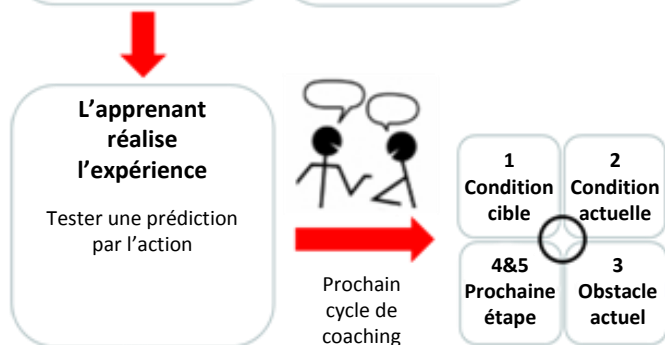 L’apprenant
réalise
l’expérience
Tester une prédiction
par l’action
Prochain
cycle de
coaching
1
Condition
cible
2
Condition
actuelle
4&5
Prochaine
étape
3
Obstacle
actuel